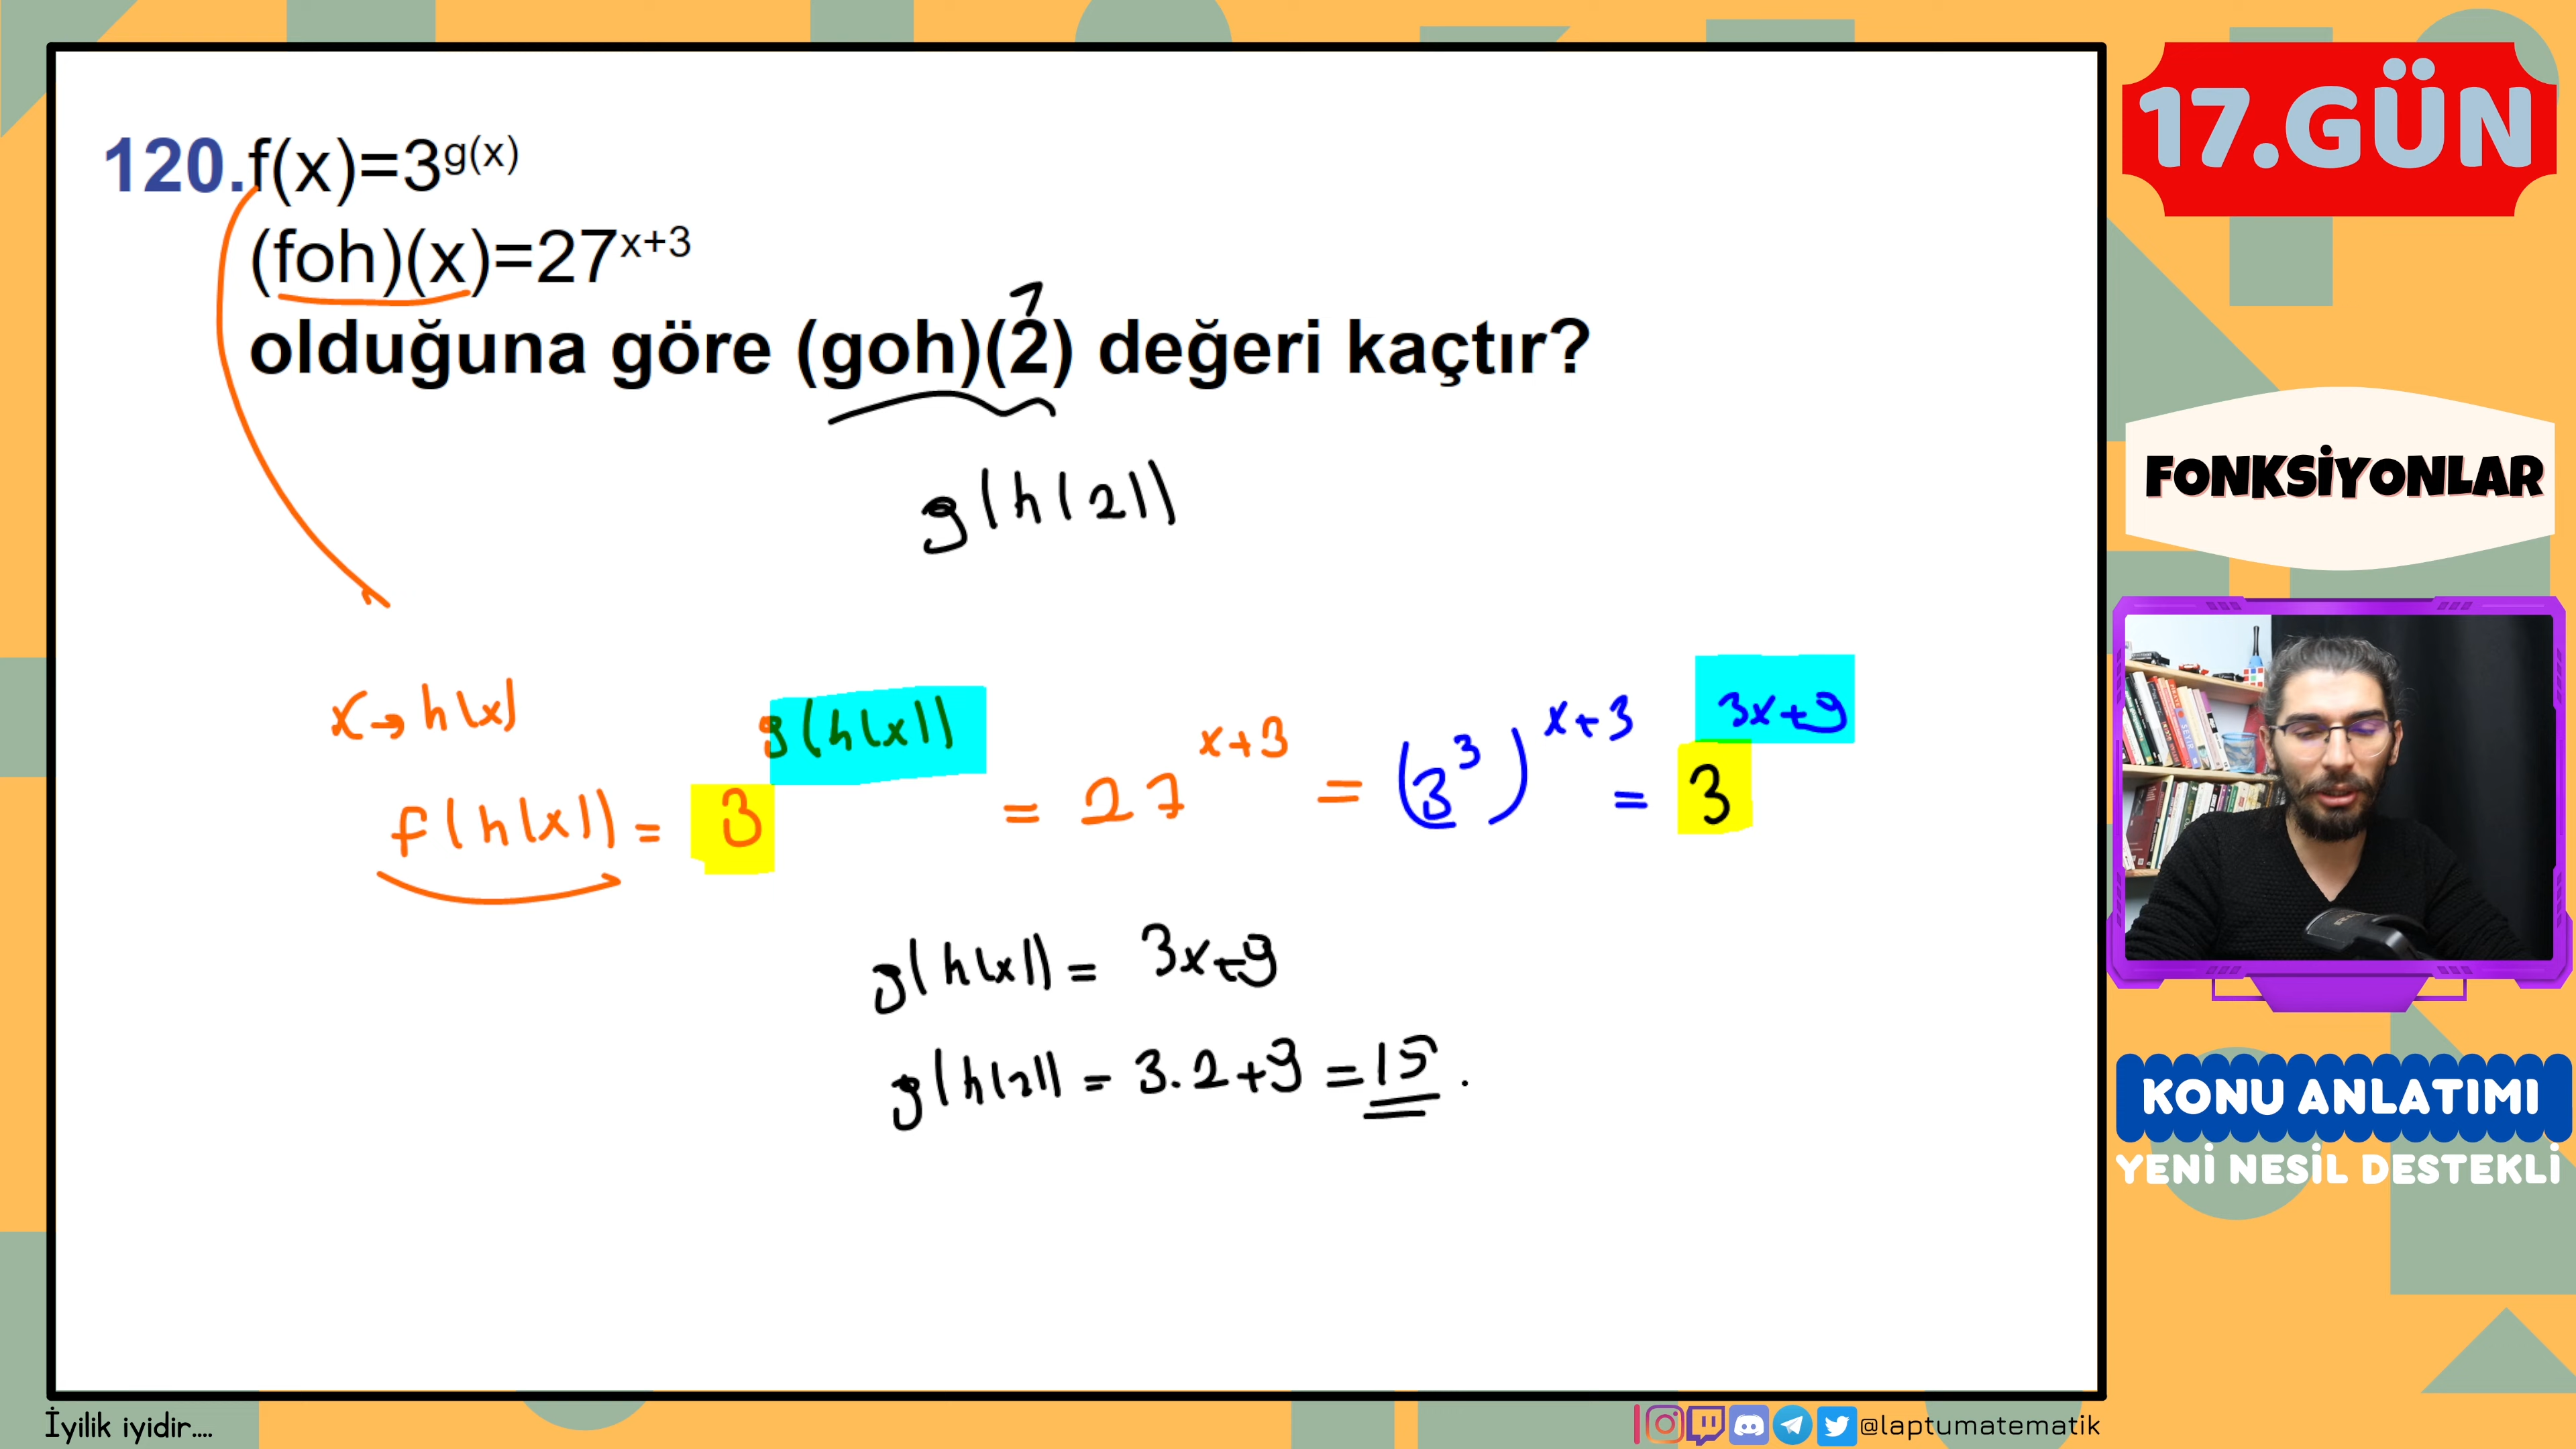 120.f(x)=3^g(x)
(foh)(x)=27^x+3
olduğuna göre (goh)(2) değeri kaçtır?
g(h(2))
x→h(x)
f(h(x)) = 3^g(h(x)) = 27^x+3 = (3^3)^x+3 = 3^3x+9
g(h(x)) = 3x+9
g(h(2)) = 3.2+9 = 15.
17.GÜN
FONKSİYONLAR
KONU ANLATIMI
YENİ NESİL DESTEKLİ
İyilik iyidir....
@laptumatematik